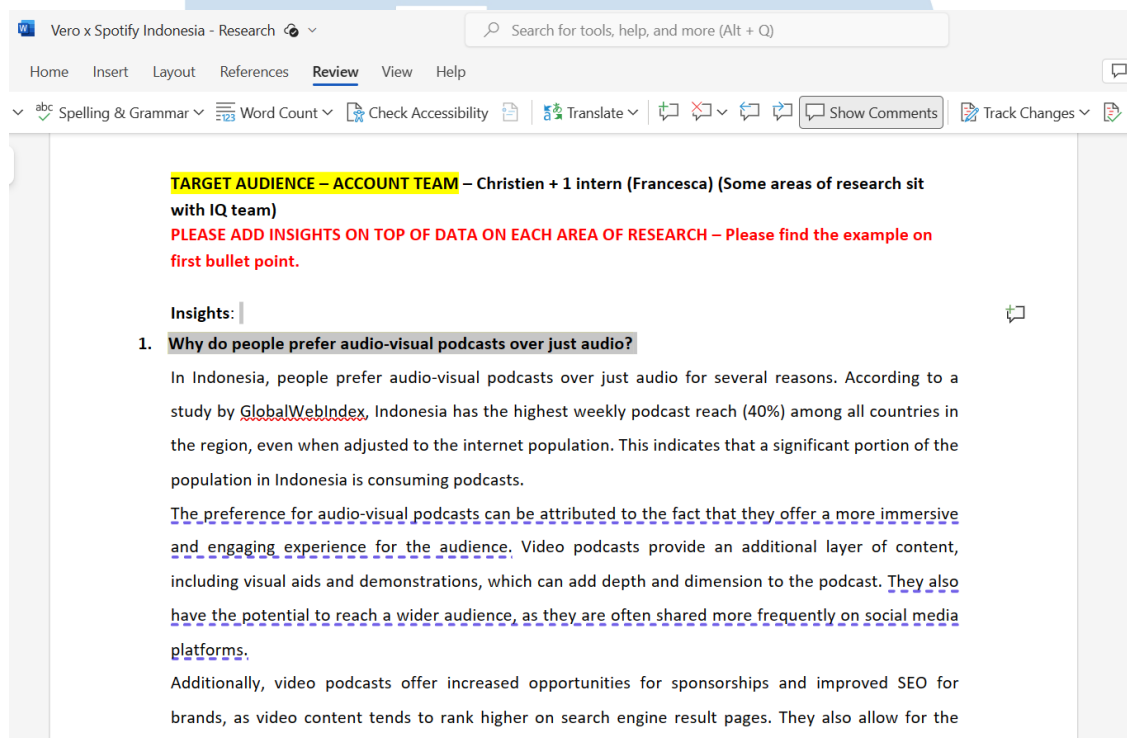 Vero x Spotify Indonesia - Research
Search for tools, help, and more (Alt + Q)
Home Insert Layout References Review View Help
abc Spelling & Grammar 123 Word Count Check Accessibility Translate Show Comments Track Changes
TARGET AUDIENCE – ACCOUNT TEAM – Christien + 1 intern (Francesca) (Some areas of research sit
with IQ team)
PLEASE ADD INSIGHTS ON TOP OF DATA ON EACH AREA OF RESEARCH – Please find the example on
first bullet point.
Insights:
1. Why do people prefer audio-visual podcasts over just audio?
In Indonesia, people prefer audio-visual podcasts over just audio for several reasons. According to a
study by GlobalWebIndex, Indonesia has the highest weekly podcast reach (40%) among all countries in
the region, even when adjusted to the internet population. This indicates that a significant portion of the
population in Indonesia is consuming podcasts.
The preference for audio-visual podcasts can be attributed to the fact that they offer a more immersive
and engaging experience for the audience. Video podcasts provide an additional layer of content,
including visual aids and demonstrations, which can add depth and dimension to the podcast. They also
have the potential to reach a wider audience, as they are often shared more frequently on social media
platforms.
Additionally, video podcasts offer increased opportunities for sponsorships and improved SEO for
brands, as video content tends to rank higher on search engine result pages. They also allow for the